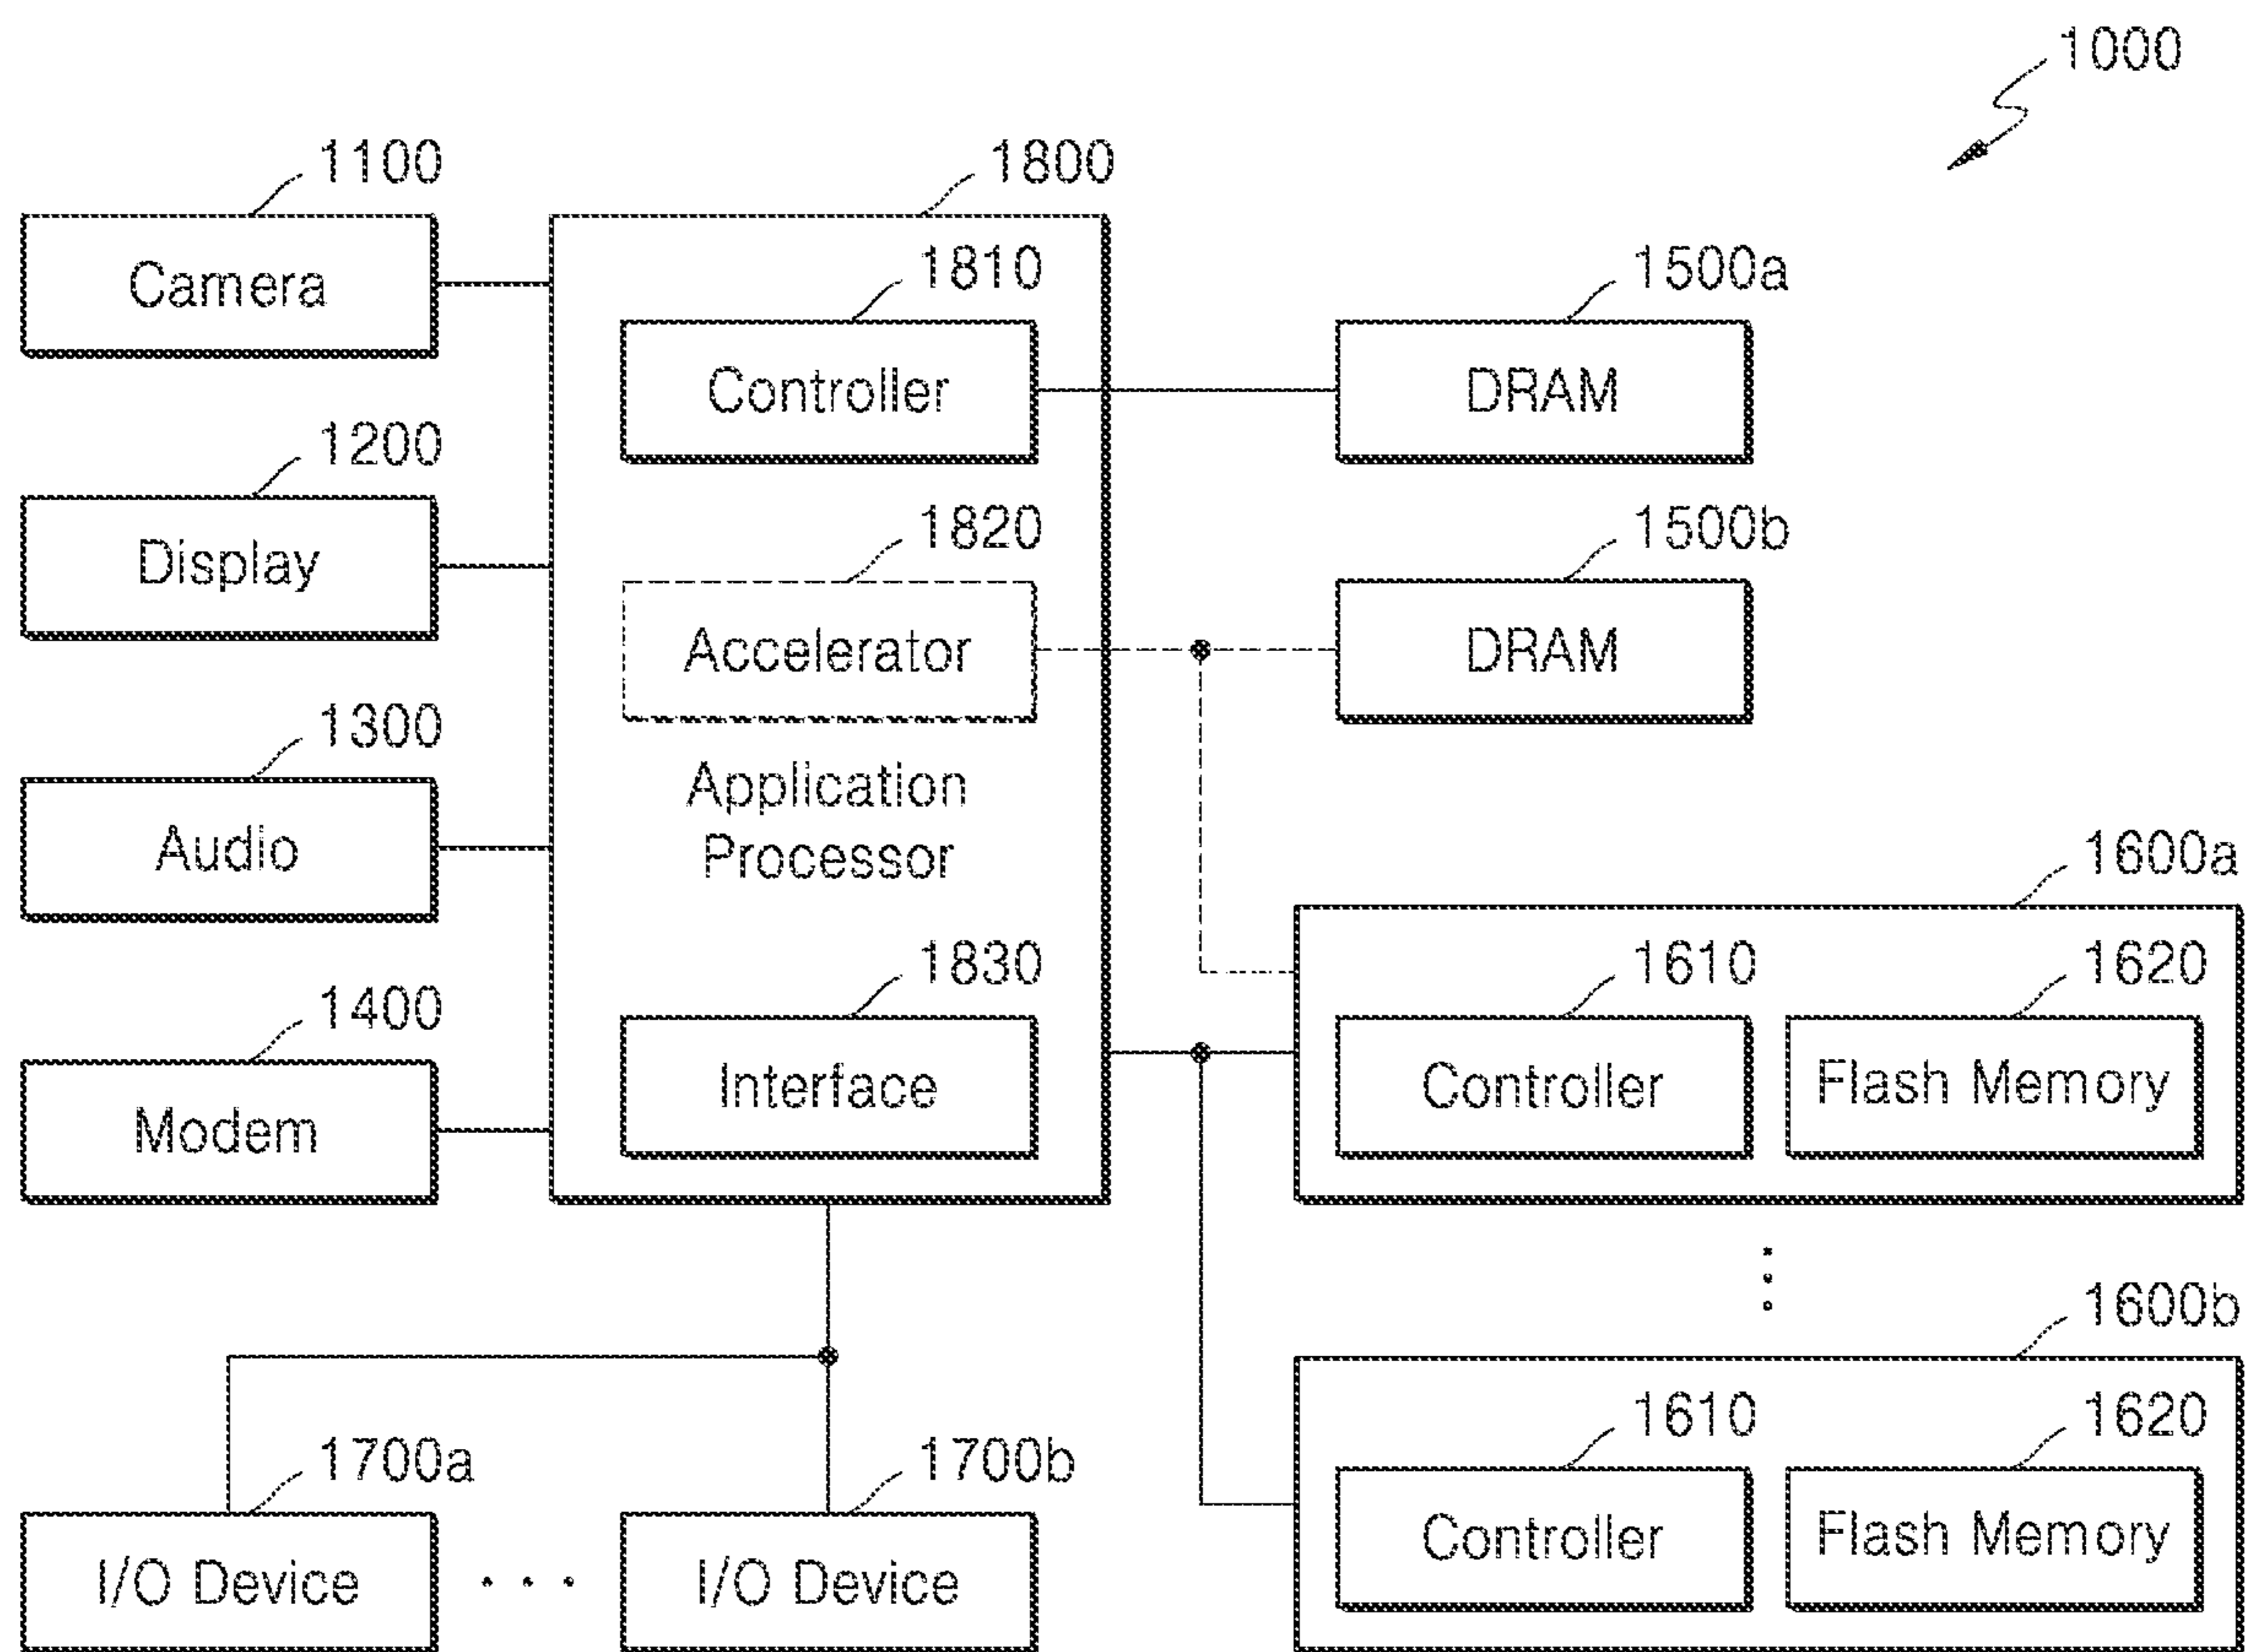 1000
1100
Camera
1200
Display
1300
Audio
1400
Modem
1800
1810
Controller
1820
Accelerator
Application
Processor
1830
Interface
1500a
DRAM
1500b
DRAM
1600a
1610
Controller
1620
Flash Memory
1600b
1610
Controller
1620
Flash Memory
1700a
I/O Device
. . .
1700b
I/O Device